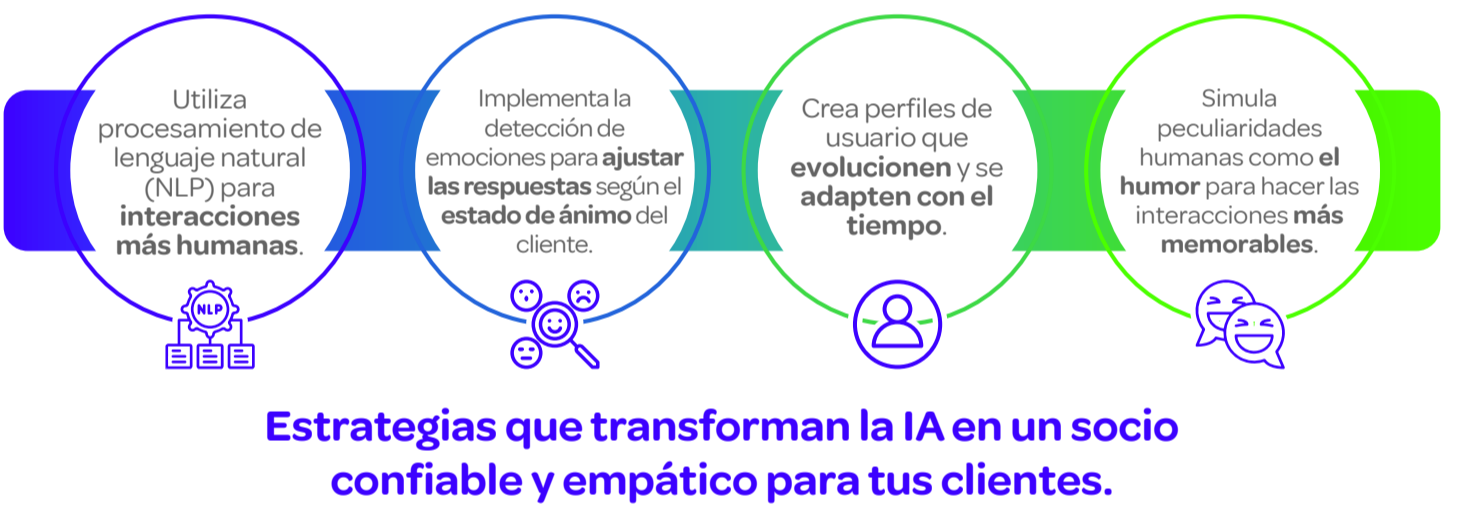 Utiliza
procesamiento de
lenguaje natural
(NLP) para
interacciones
más humanas.
NLP
Implementa la
detección de
emociones para ajustar
las respuestas según el
estado de ánimo del
cliente.
Crea perfiles de
usuario que
evolucionen y se
adapten con el
tiempo.
Simula
peculiaridades
humanas como el
humor para hacer las
interacciones más
memorables.
Estrategias que transforman la IA en un socio
confiable y empático para tus clientes.